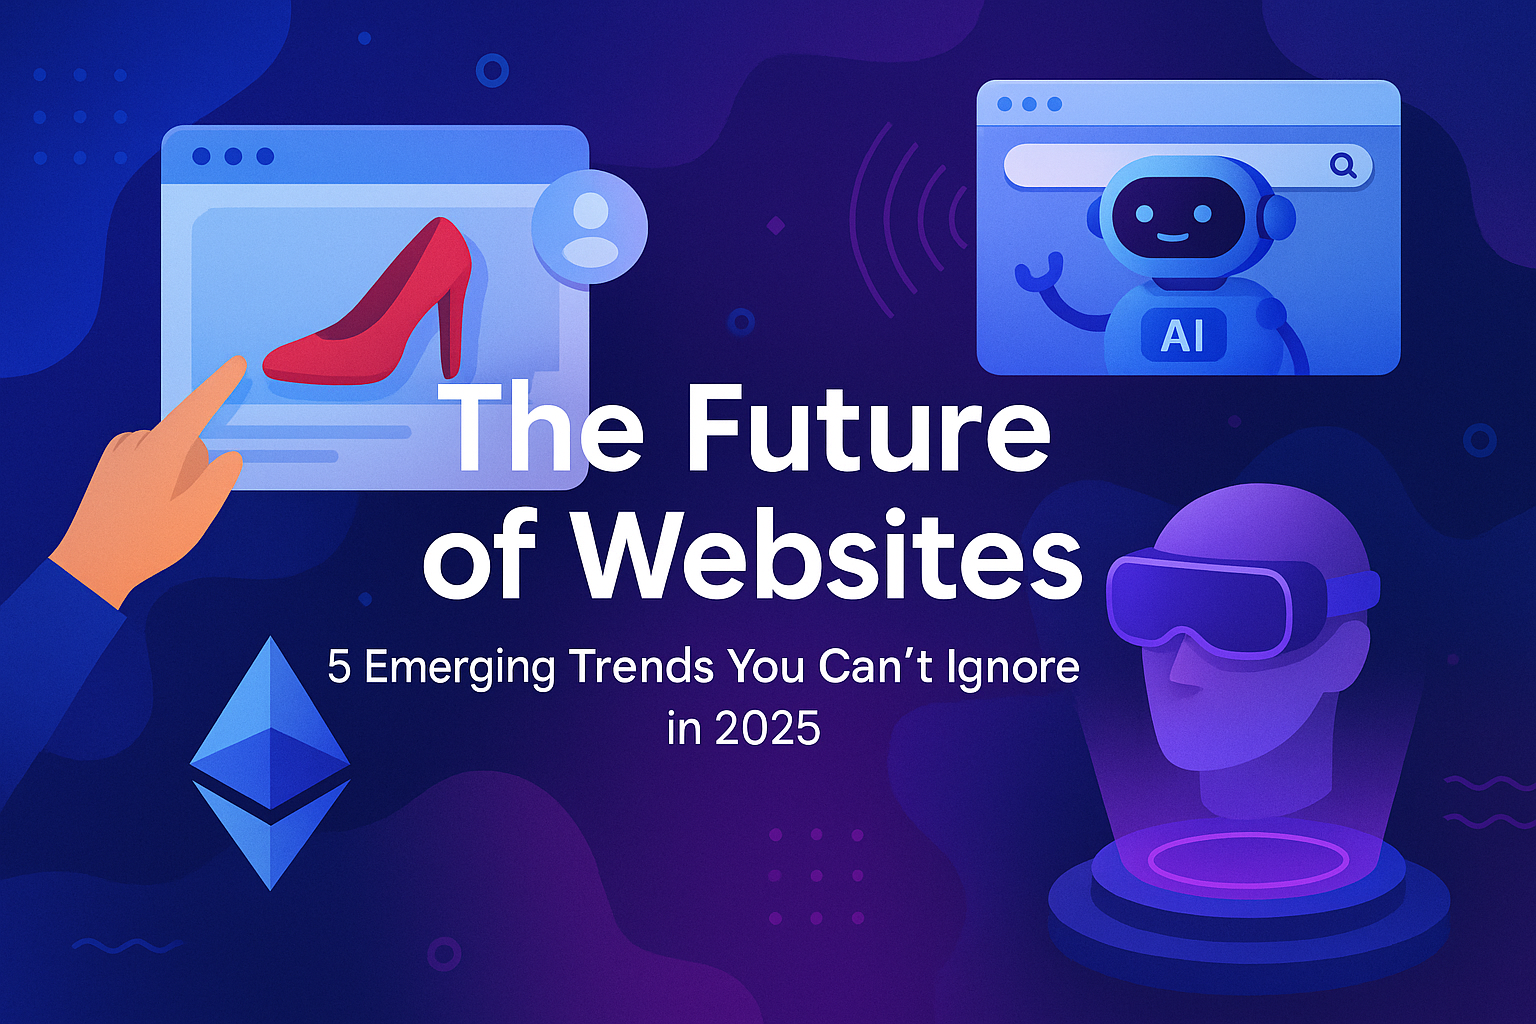 AI
The Future
of Websites
5 Emerging Trends You Can’t Ignore
in 2025